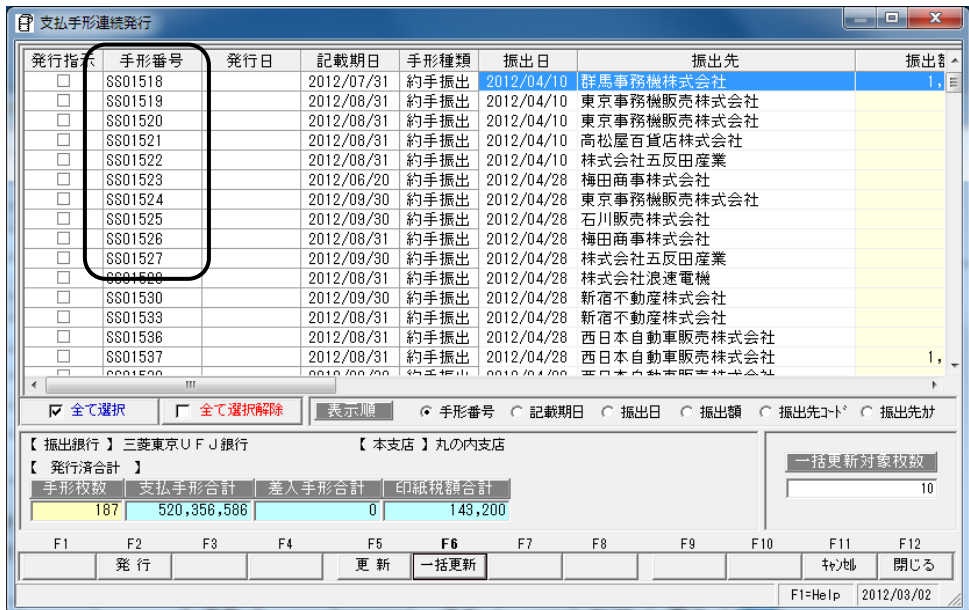 支払手形連続発行
発行指示 手形番号 発行日 記載期日 手形種類 振出日 振出先 振出額
SS01518 2012/07/31 約手振出 2012/04/10 群馬事務機株式会社 1,
SS01519 2012/08/31 約手振出 2012/04/10 東京事務機販売株式会社
SS01520 2012/08/31 約手振出 2012/04/10 東京事務機販売株式会社
SS01521 2012/08/31 約手振出 2012/04/10 高松屋百貨店株式会社
SS01522 2012/08/31 約手振出 2012/04/10 株式会社五反田産業
SS01523 2012/06/20 約手振出 2012/04/28 梅田商事株式会社
SS01524 2012/09/30 約手振出 2012/04/28 東京事務機販売株式会社
SS01525 2012/09/30 約手振出 2012/04/28 石川販売株式会社
SS01526 2012/08/31 約手振出 2012/04/28 梅田商事株式会社
SS01527 2012/09/30 約手振出 2012/04/28 株式会社五反田産業
SS01528 2012/08/31 約手振出 2012/04/28 株式会社浪速電機
SS01530 2012/09/30 約手振出 2012/04/28 新宿不動産株式会社
SS01533 2012/08/31 約手振出 2012/04/28 新宿不動産株式会社
SS01536 2012/08/31 約手振出 2012/04/28 西日本自動車販売株式会社
SS01537 2012/08/31 約手振出 2012/04/28 西日本自動車販売株式会社 1,
全て選択 全て選択解除 表示順 手形番号 記載期日 振出日 振出額 振出先ｺｰﾄﾞ 振出先ｶﾅ
【 振出銀行 】 三菱東京ＵＦＪ銀行 【 本支店 】 丸の内支店
【 発行済合計 】 一括更新対象枚数
手形枚数 支払手形合計 差入手形合計 印紙税額合計 10
187 520,356,586 0 143,200
F1 F2 F3 F4 F5 F6 F7 F8 F9 F10 F11 F12
発 行 更 新 一括更新 ｷｬﾝｾﾙ 閉じる
F1=Help 2012/03/02